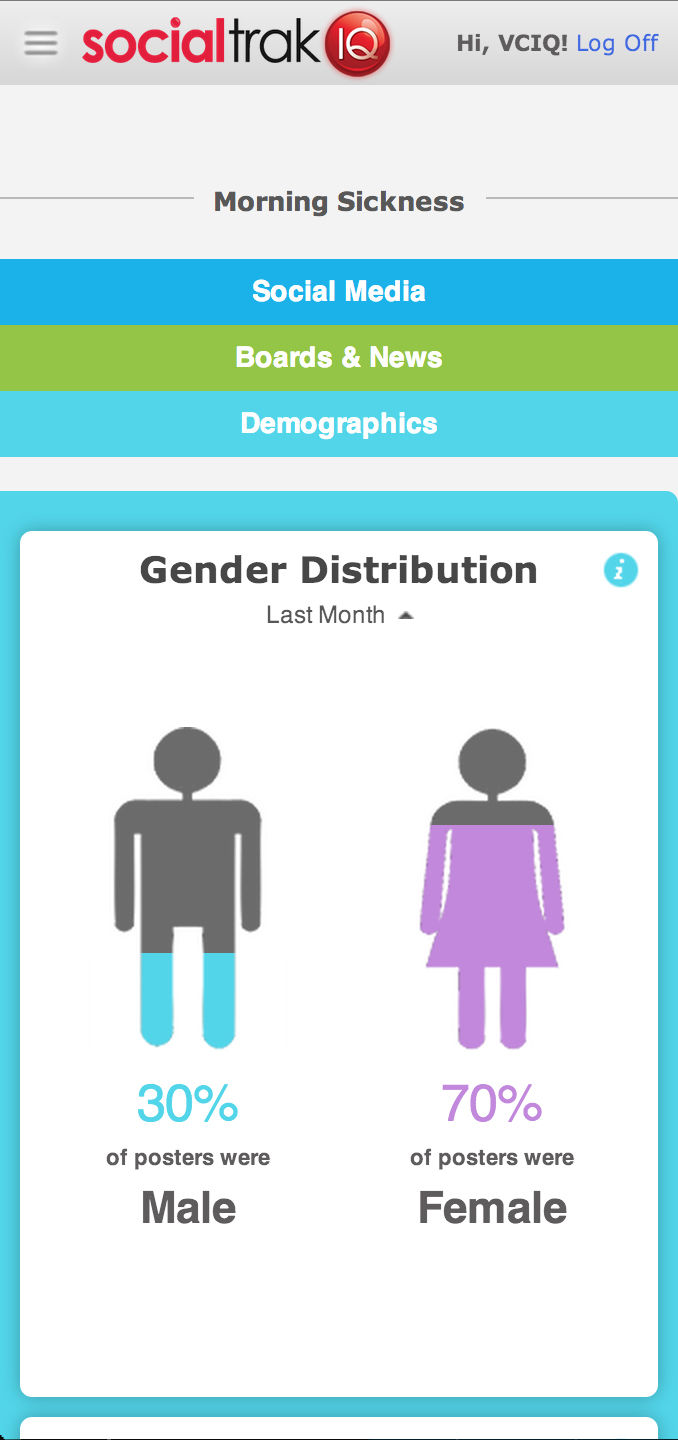 socialtrak IQ
Hi, VCIQ! Log Off
Morning Sickness
Social Media
Boards & News
Demographics
Gender Distribution
i
Last Month
30%
of posters were
Male
70%
of posters were
Female